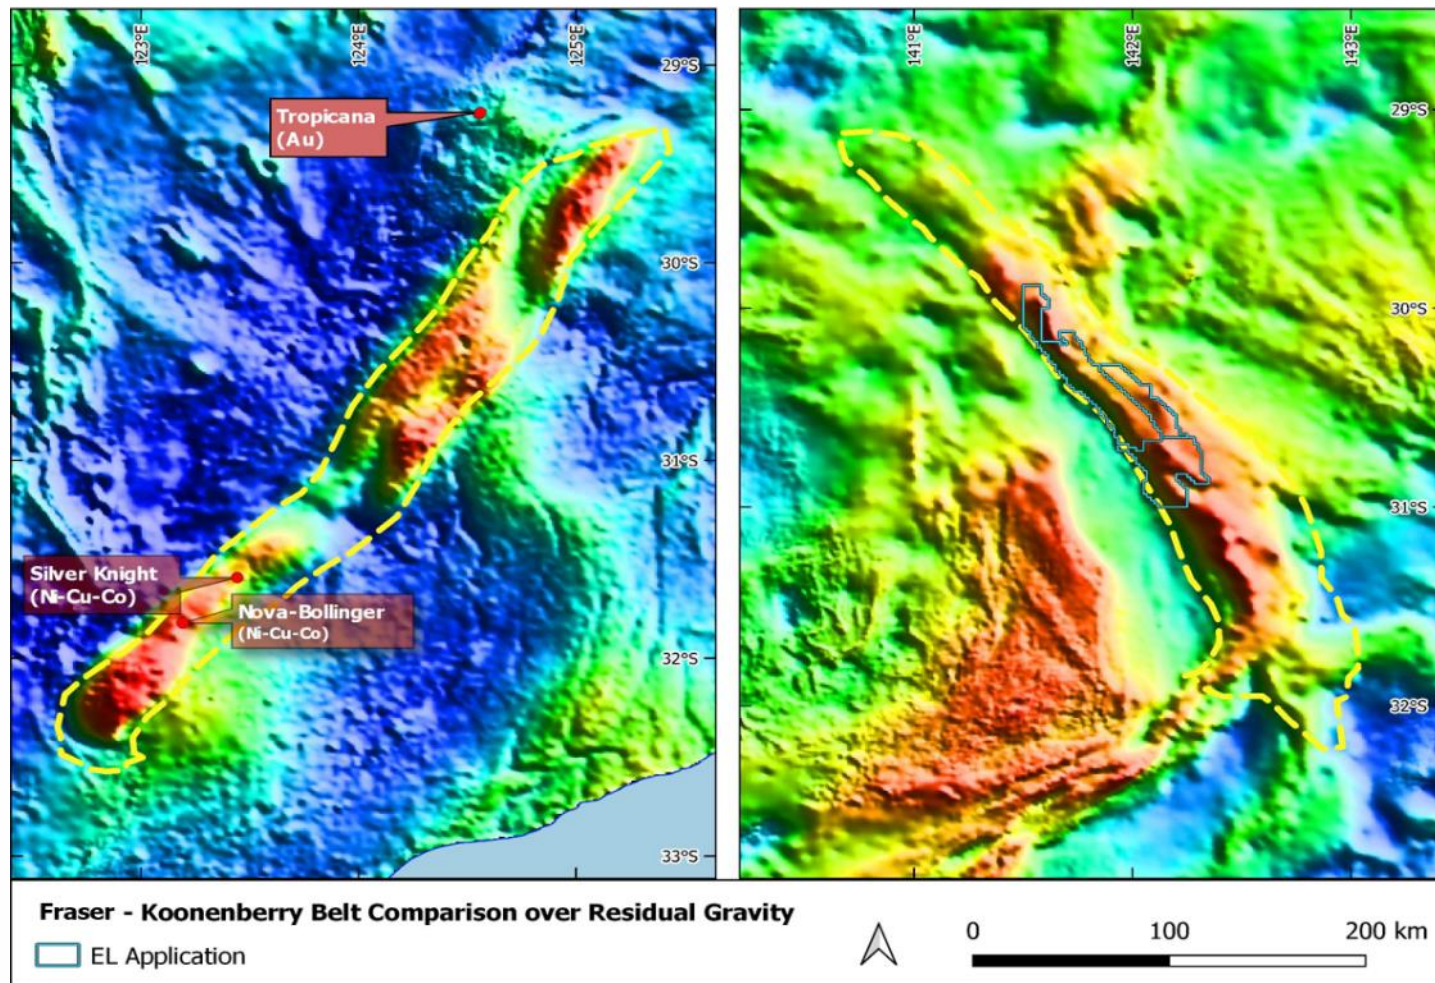 123°E
124°E
125°E
29°S
Tropicana
(Au)
30°S
31°S
Silver Knight
(Ni-Cu-Co)
Nova-Bollinger
(Ni-Cu-Co)
32°S
33°S
141°E
142°E
143°E
29°S
30°S
31°S
32°S
Fraser - Koonenberry Belt Comparison over Residual Gravity
EL Application
0 100 200 km